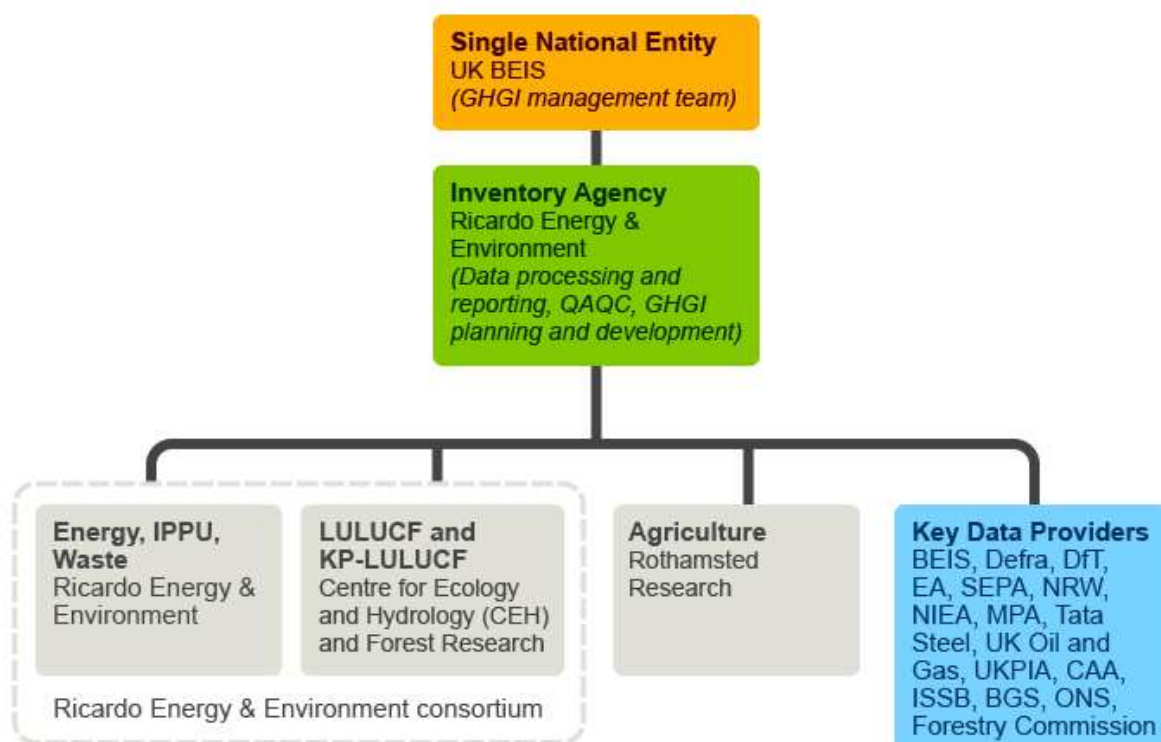 Single National Entity
UK BEIS
(GHGI management team)
Inventory Agency
Ricardo Energy &
Environment
(Data processing and
reporting, QAQC, GHGI
planning and development)
Energy, IPPU,
Waste
Ricardo Energy &
Environment
LULUCF and
KP-LULUCF
Centre for Ecology
and Hydrology (CEH)
and Forest Research
Ricardo Energy & Environment consortium
Agriculture
Rothamsted
Research
Key Data Providers
BEIS, Defra, DfT,
EA, SEPA, NRW,
NIEA, MPA, Tata
Steel, UK Oil and
Gas, UKPIA, CAA,
ISSB, BGS, ONS,
Forestry Commission